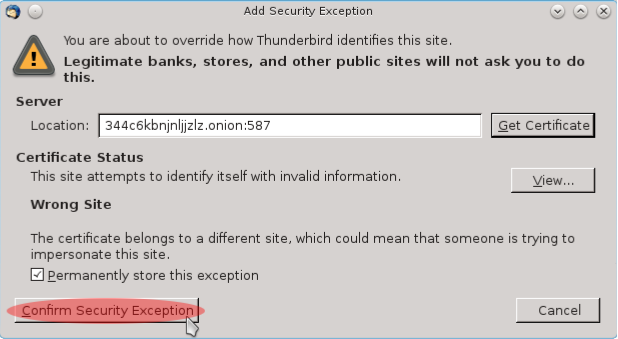 Add Security Exception
You are about to override how Thunderbird identifies this site.
Legitimate banks, stores, and other public sites will not ask you to do
this.
Server
Location: 344c6kbnjnljjzlz.onion:587 Get Certificate
Certificate Status
This site attempts to identify itself with invalid information. View...
Wrong Site
The certificate belongs to a different site, which could mean that someone is trying to
impersonate this site.
Permanently store this exception
Confirm Security Exception Cancel